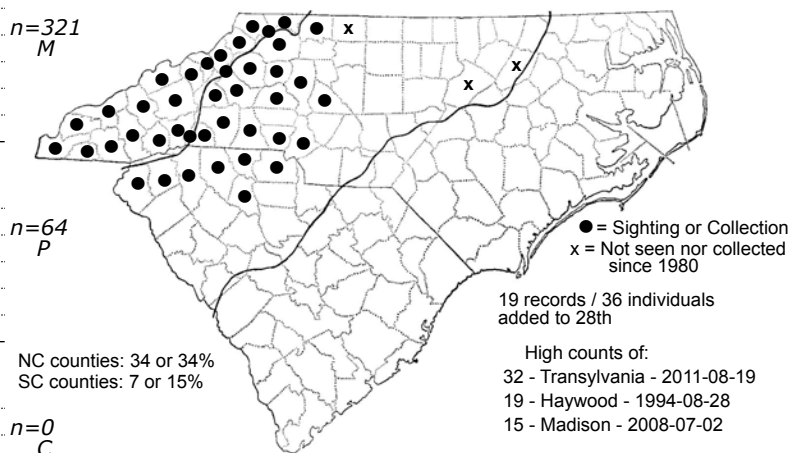 n=321
M
n=64
P
n=0
C
x
x
x
● = Sighting or Collection
x = Not seen nor collected
since 1980
19 records / 36 individuals
added to 28th
NC counties: 34 or 34%
SC counties: 7 or 15%
High counts of:
32 - Transylvania - 2011-08-19
19 - Haywood - 1994-08-28
15 - Madison - 2008-07-02